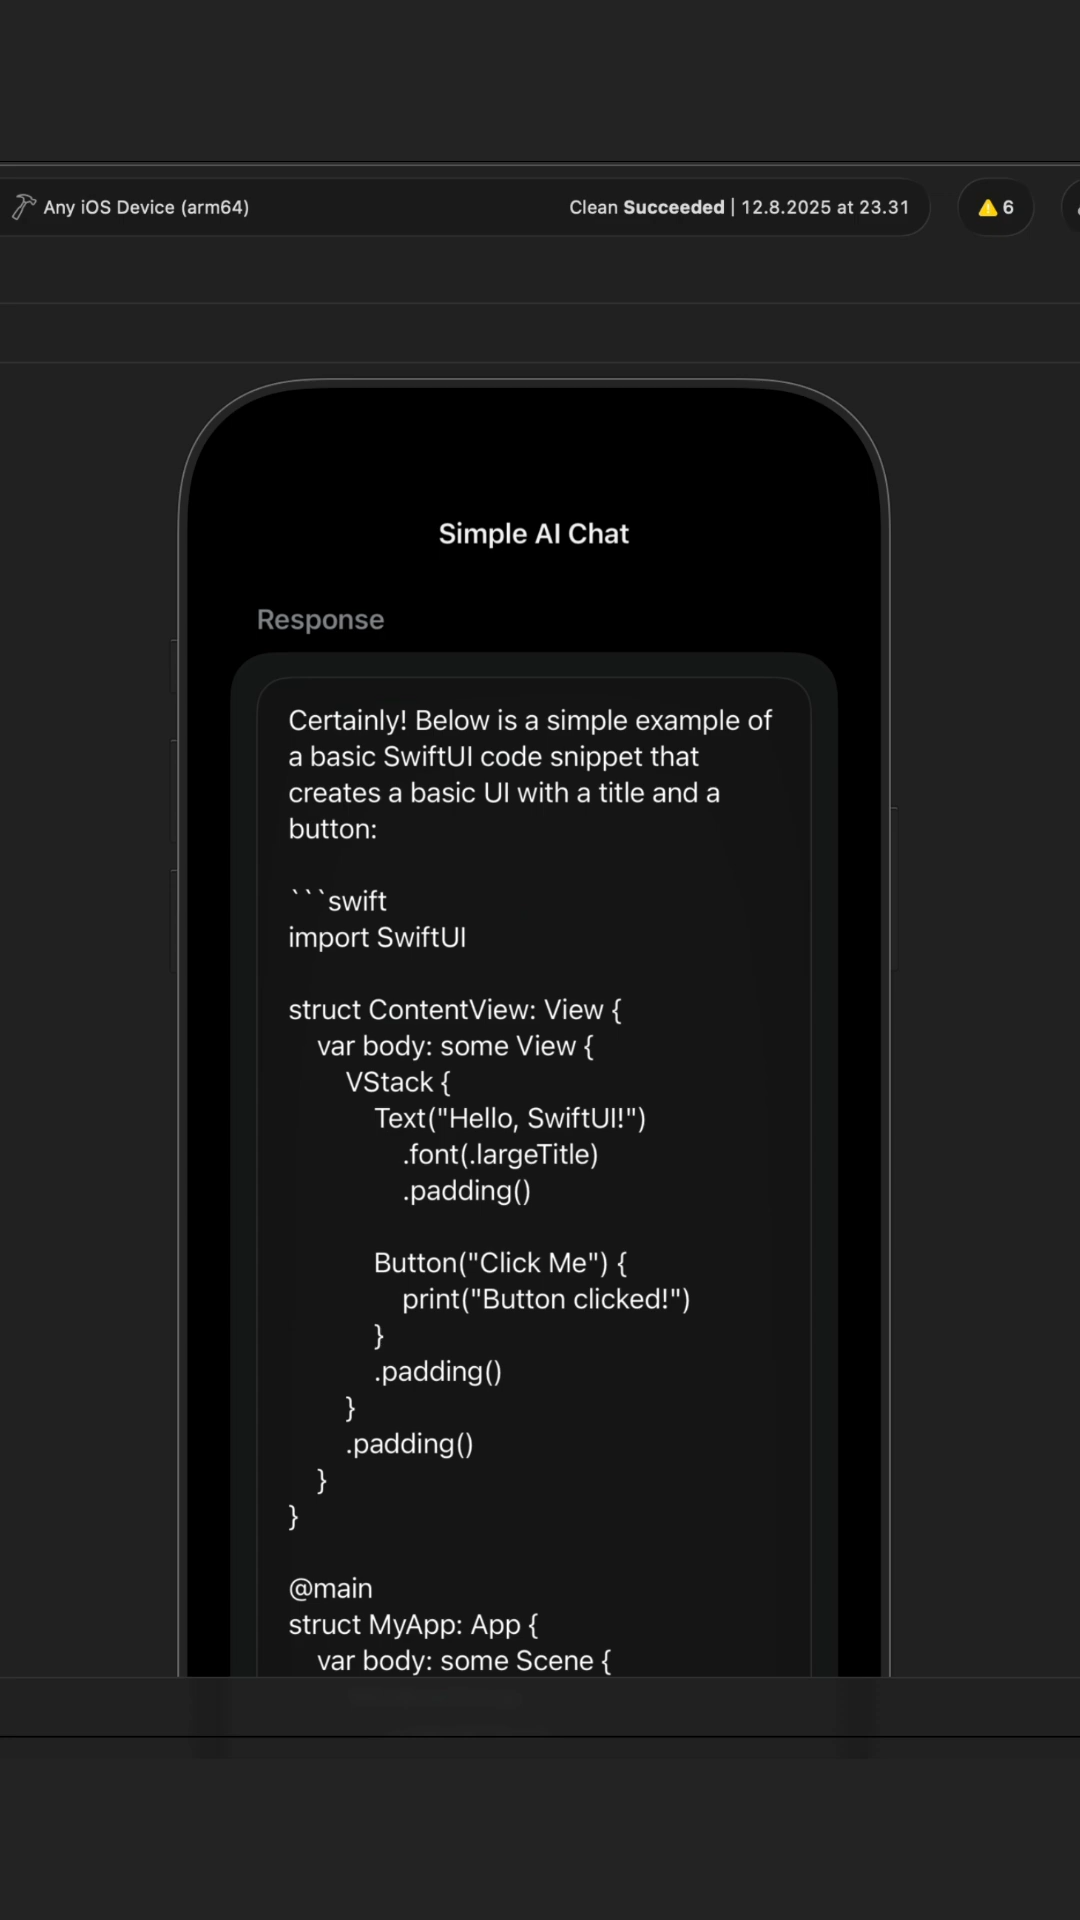 Any iOS Device (arm64) Clean Succeeded | 12.8.2025 at 23.31 6
Simple AI Chat
Response
Certainly! Below is a simple example of
a basic SwiftUI code snippet that
creates a basic UI with a title and a
button:
```swift
import SwiftUI
struct ContentView: View {
    var body: some View {
        VStack {
            Text("Hello, SwiftUI!")
                .font(.largeTitle)
                .padding()
            Button("Click Me") {
                print("Button clicked!")
            }
            .padding()
        }
        .padding()
    }
}
@main
struct MyApp: App {
    var body: some Scene {